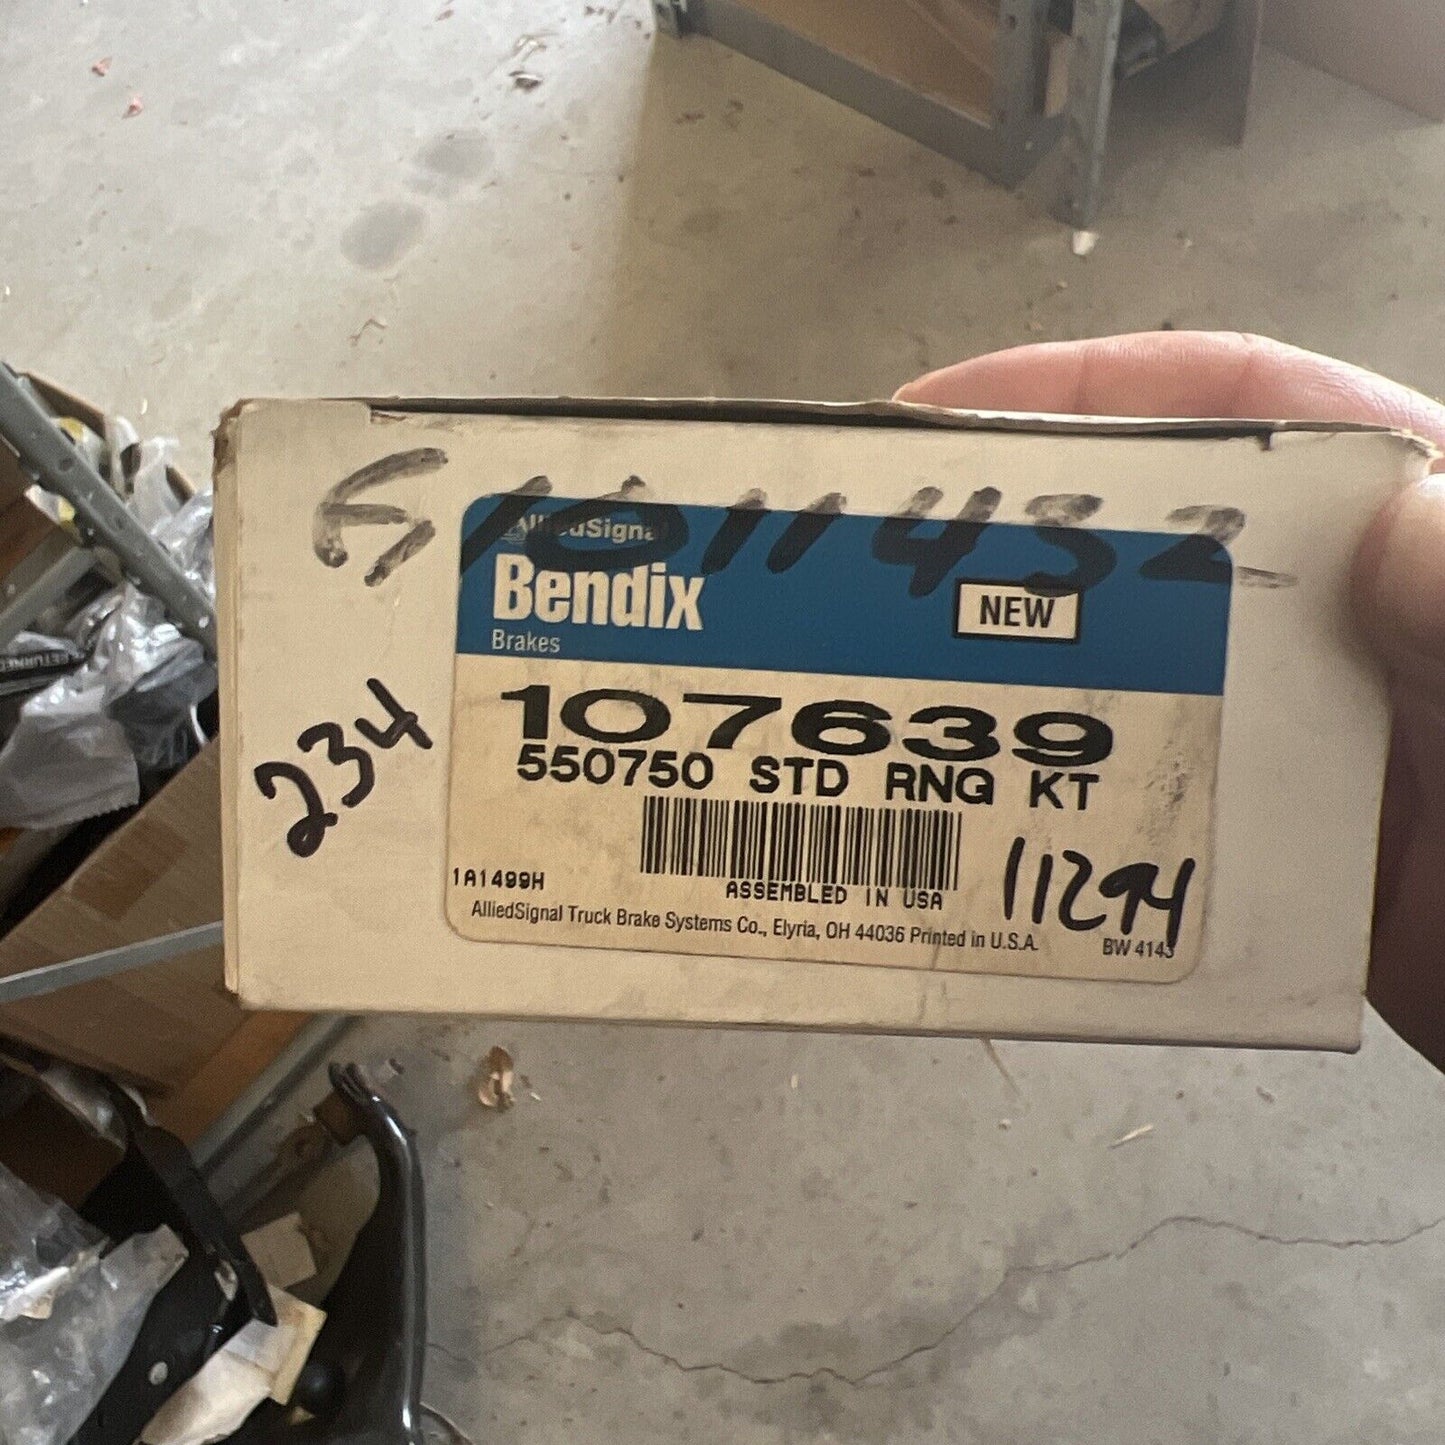 51011432
AlliedSignal
Bendix
Brakes
NEW
234
107639
550750 STD RNG KT
1A1499H
ASSEMBLED IN USA
11294
AlliedSignal Truck Brake Systems Co., Elyria, OH 44036 Printed in U.S.A.
BW 4143